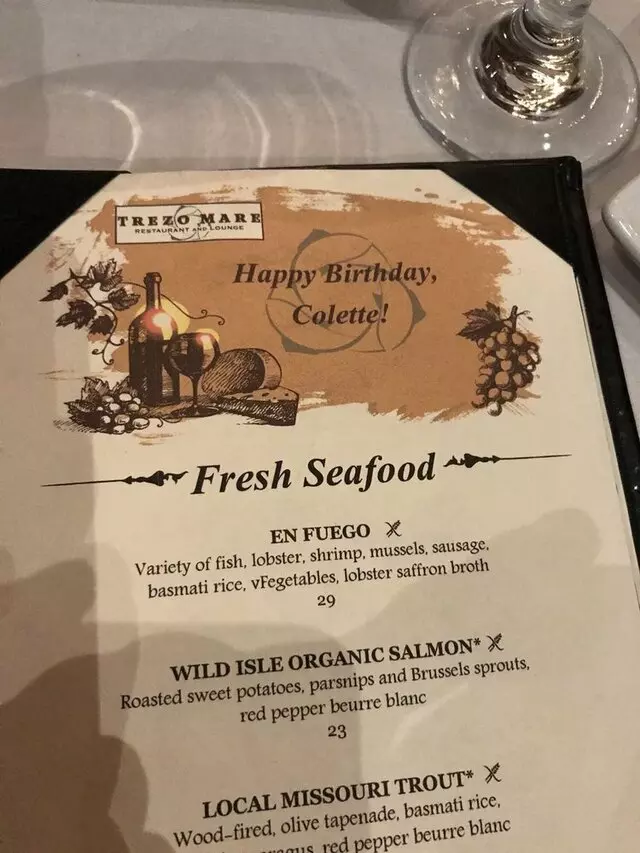 TREZO MARE
RESTAURANT AND LOUNGE
Happy Birthday,
Colette!
Fresh Seafood
EN FUEGO
Variety of fish, lobster, shrimp, mussels, sausage,
basmati rice, vFegetables, lobster saffron broth
29
WILD ISLE ORGANIC SALMON*
Roasted sweet potatoes, parsnips and Brussels sprouts,
red pepper beurre blanc
23
LOCAL MISSOURI TROUT*
Wood-fired, olive tapenade, basmati rice,
red pepper beurre blanc